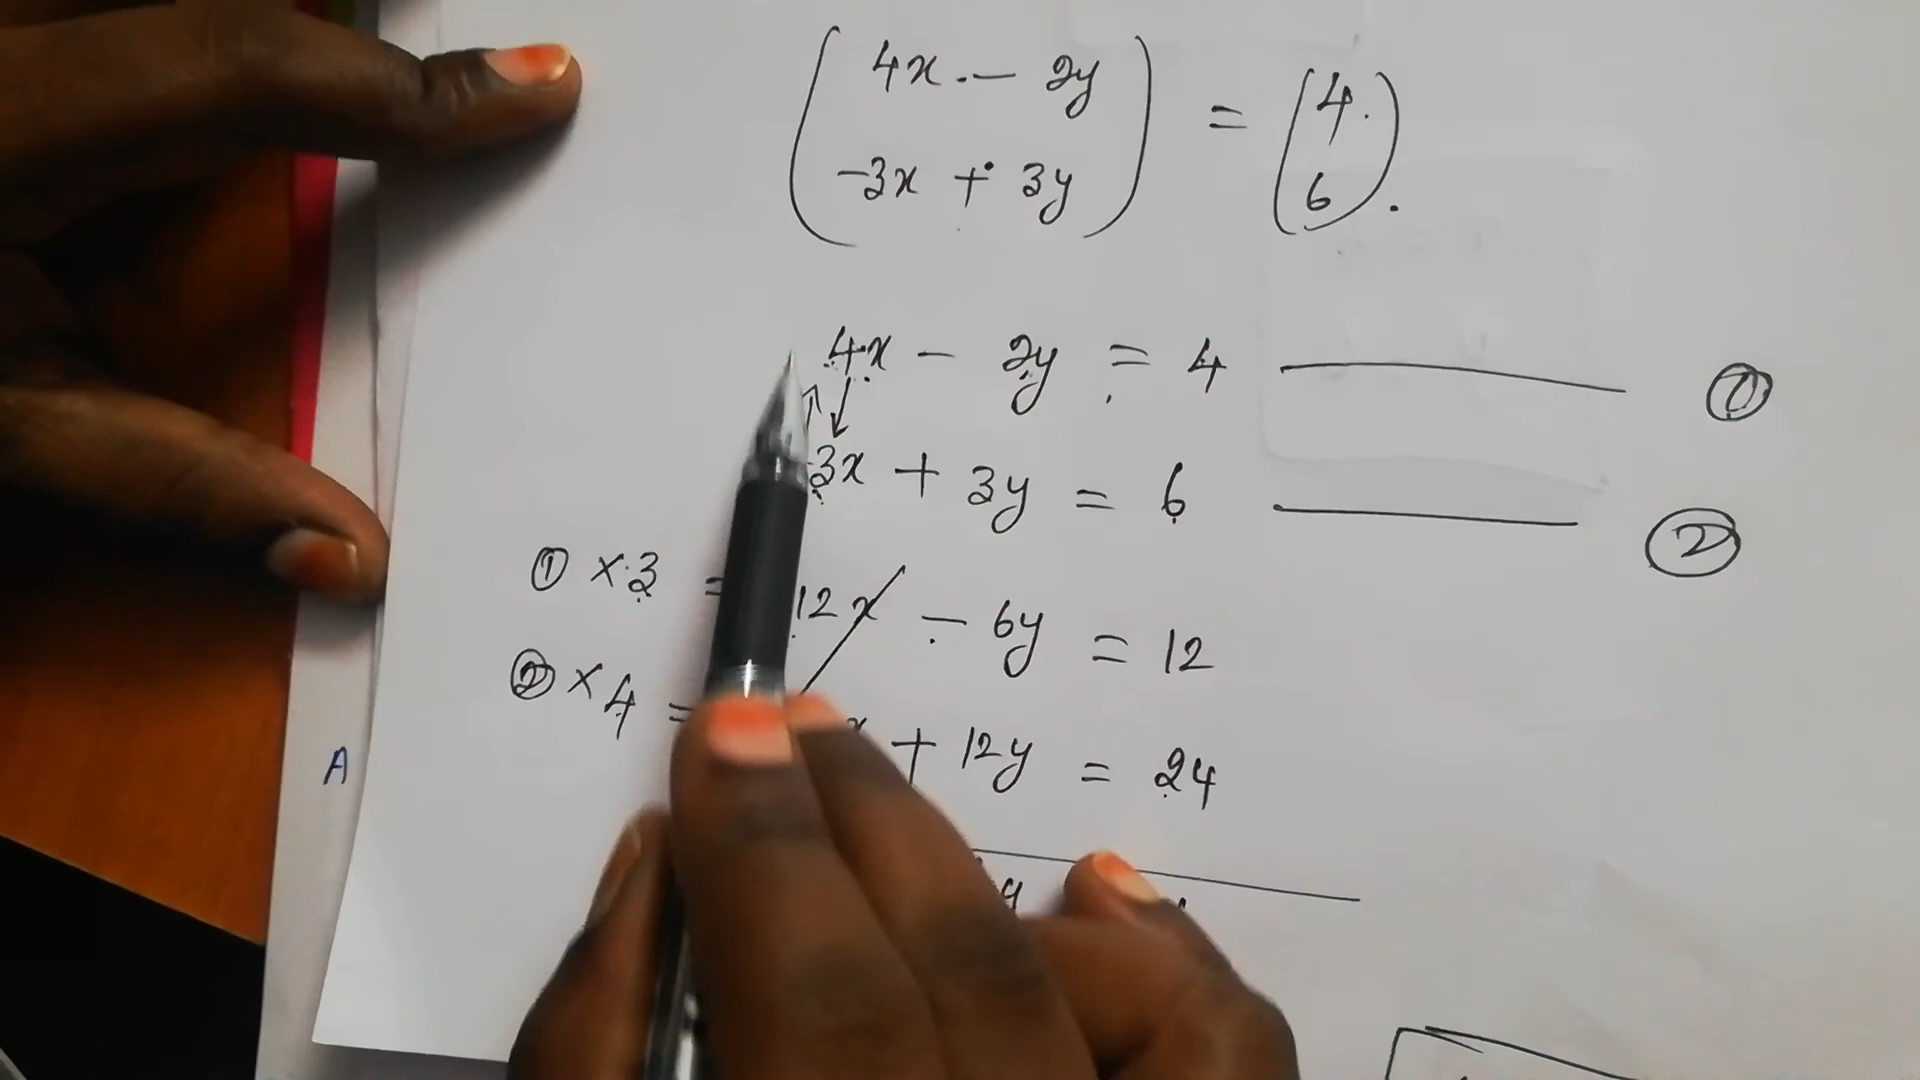 4x - 2y = 4
-3x + 3y 6.
4x - 2y = 4 ①
-3x + 3y = 6 ②
① × 3 = 12x - 6y = 12
② × 4 = x + 12y = 24
A
y